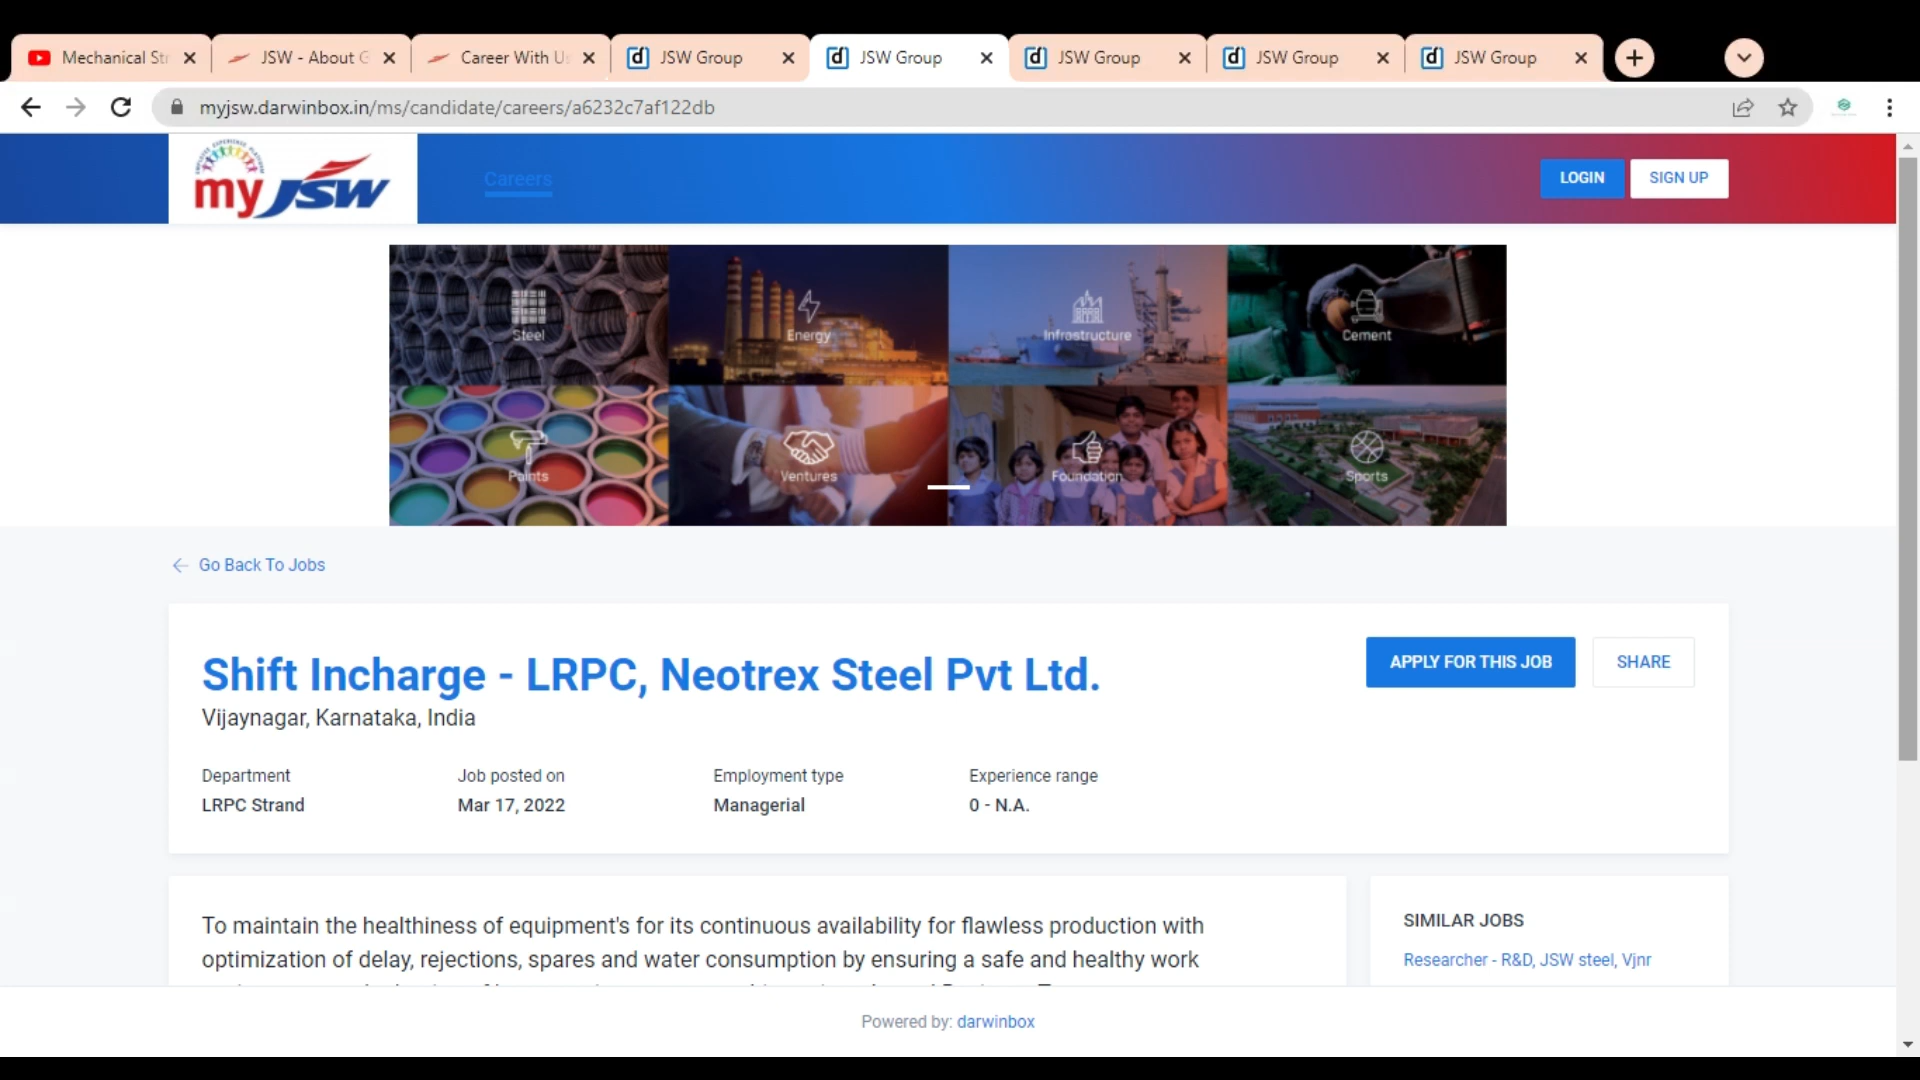 Mechanical St
JSW - About G
Career With U
JSW Group
JSW Group
JSW Group
JSW Group
JSW Group
myjsw.darwinbox.in/ms/candidate/careers/a6232c7af122db
my JSW
Careers
LOGIN
SIGN UP
Steel
Energy
Infrastructure
Cement
Paints
Ventures
Foundation
Sports
Go Back To Jobs
Shift Incharge - LRPC, Neotrex Steel Pvt Ltd.
APPLY FOR THIS JOB
SHARE
Vijaynagar, Karnataka, India
Department
Job posted on
Employment type
Experience range
LRPC Strand
Mar 17, 2022
Managerial
0 - N.A.
To maintain the healthiness of equipment's for its continuous availability for flawless production with
optimization of delay, rejections, spares and water consumption by ensuring a safe and healthy work
SIMILAR JOBS
Researcher - R&D, JSW steel, Vjnr
Powered by: darwinbox